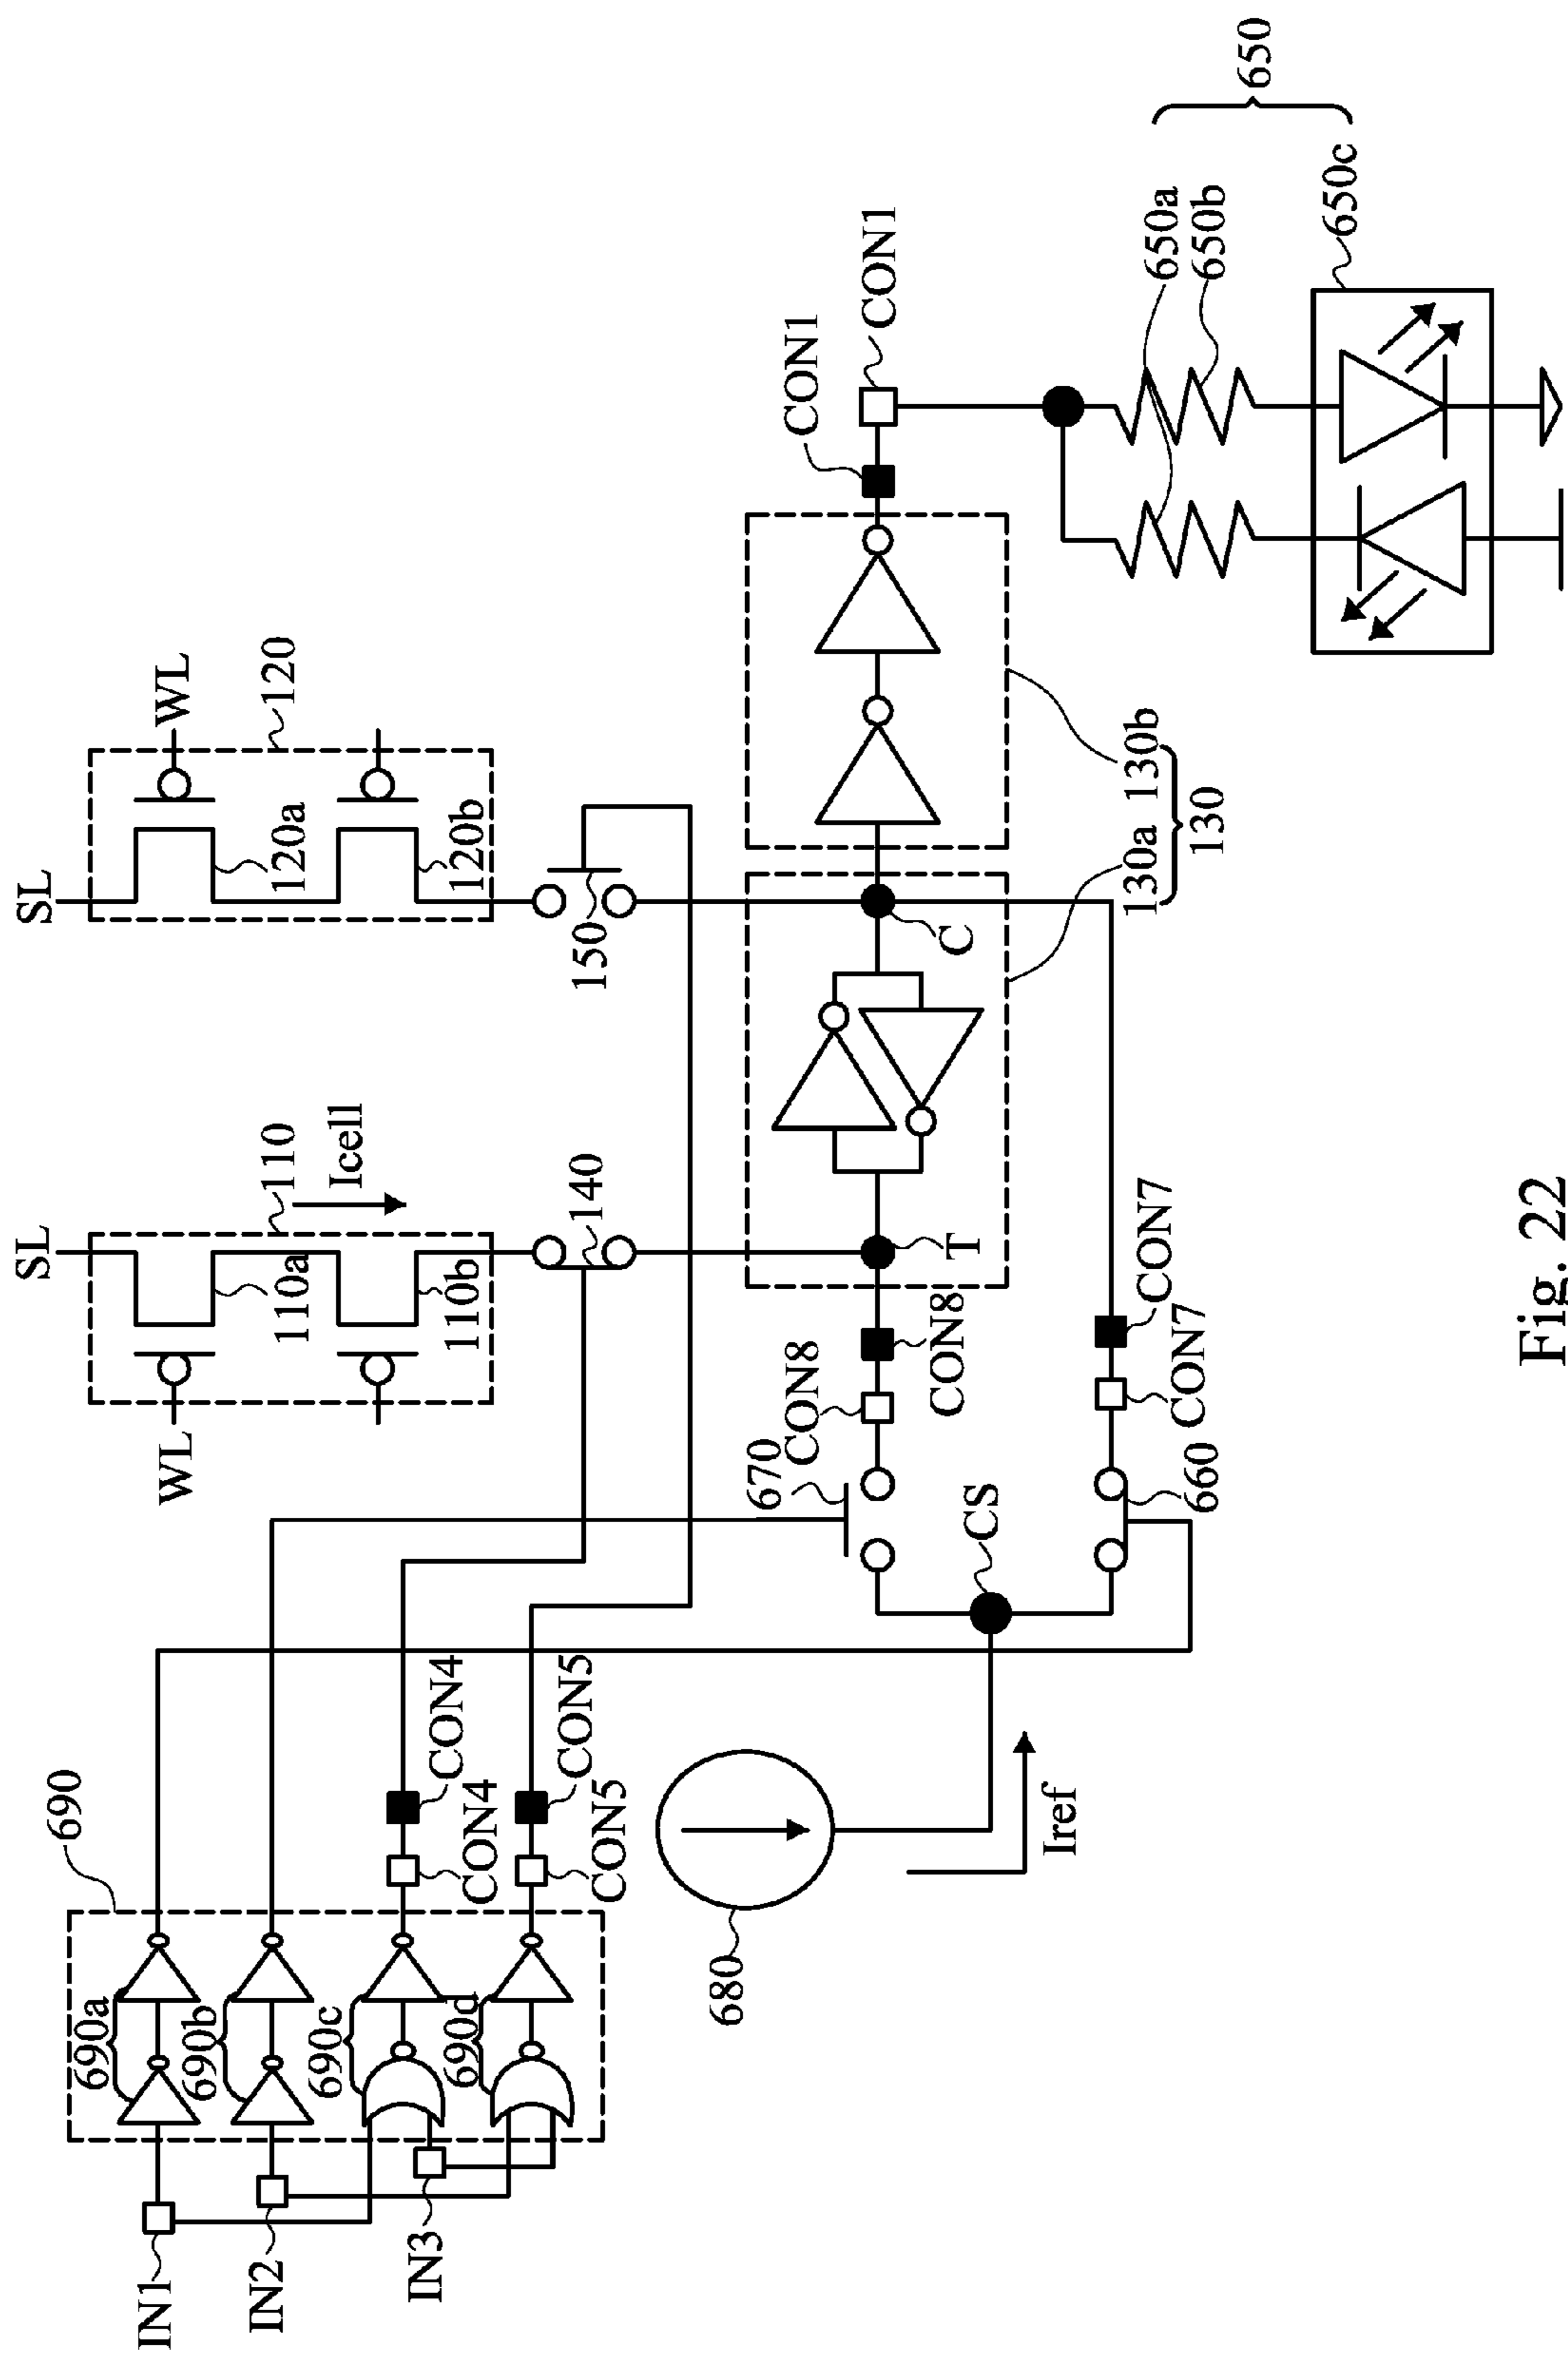 SL
SL
WL
WL
110
Icell
120
110a
110b
120a
120b
140
150
690
690a
690b
690c
690d
IN1
IN2
IN3
CON4
CON4
CON5
CON5
680
Iref
CS
670
660
CON8
CON8
CON7
CON7
T
C
130a 130b
130
CON1
CON1
650a
650b
650c
650
Fig. 22